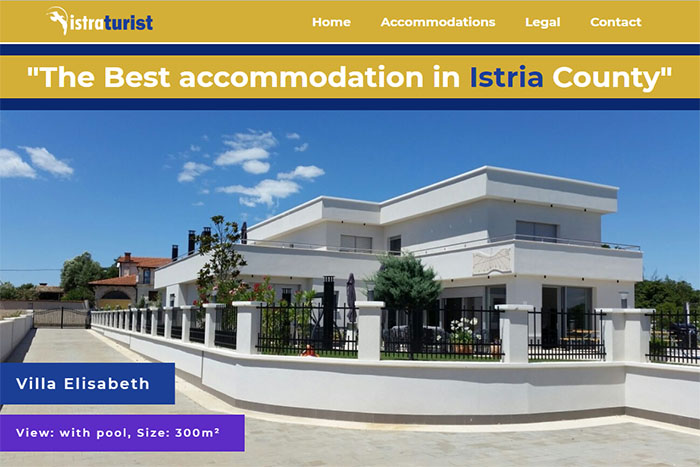 istraturist
Home Accommodations Legal Contact
"The Best accommodation in Istria County"
Villa Elisabeth
View: with pool, Size: 300m²